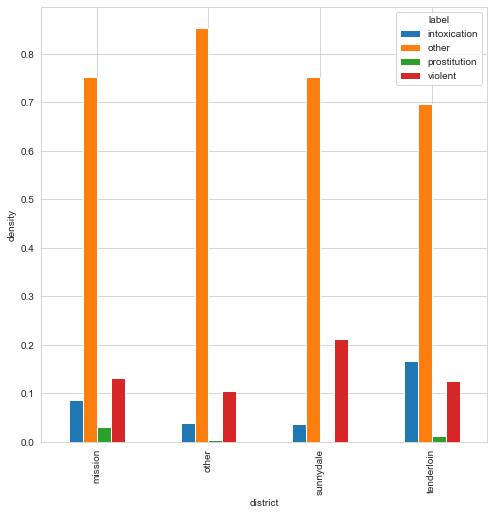 label
intoxication
other
prostitution
violent
density
0.8
0.7
0.6
0.5
0.4
0.3
0.2
0.1
0.0
mission
other
sunnydale
tenderloin
district